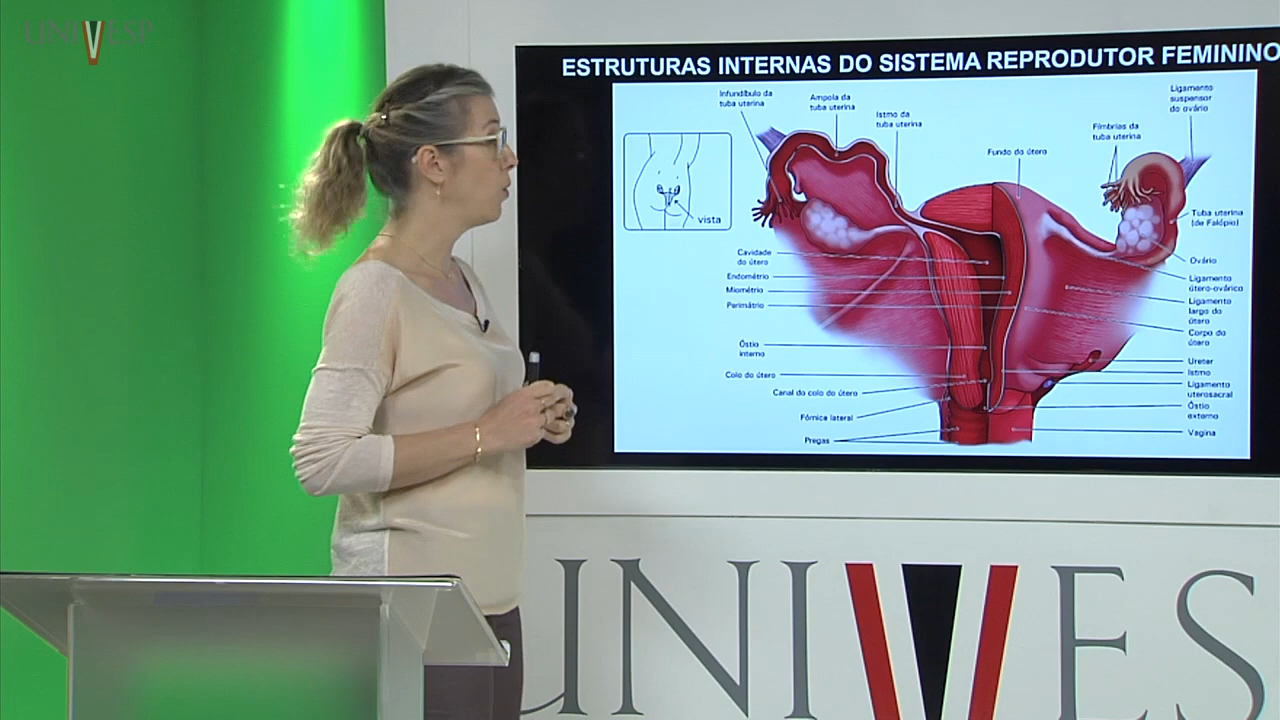 UNIVESP
ESTRUTURAS INTERNAS DO SISTEMA REPRODUTOR FEMININO
Infundíbulo da
tuba uterina
Ampola da
tuba uterina
Istmo da
tuba uterina
Fundo do útero
Fímbrias da
tuba uterina
Ligamento
suspensor
do ovário
vista
Tuba uterina
(de Falópio)
Ovário
Ligamento
útero-ovárico
Ligamento
largo do
útero
Corpo do
útero
Ureter
Istmo
Ligamento
uterosacral
Óstio
externo
Vagina
Cavidade
do útero
Endométrio
Miométrio
Perimátrio
Óstio
interno
Colo do útero
Canal do colo do útero
Fórnice lateral
Pregas
UNIVES